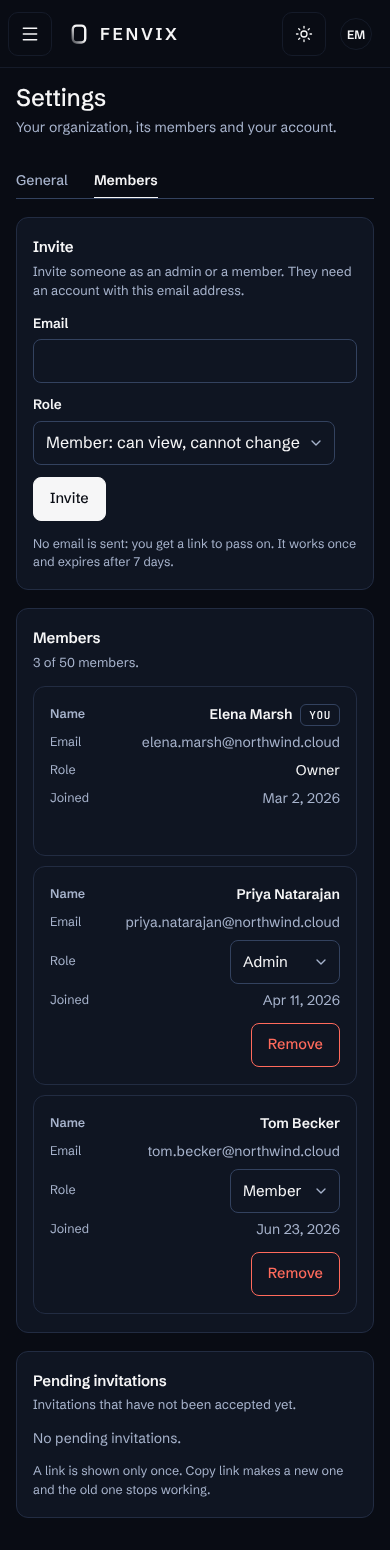 FENVIX
EM
Settings
Your organization, its members and your account.
General
Members
Invite
Invite someone as an admin or a member. They need
an account with this email address.
Email
Role
Member: can view, cannot change
Invite
No email is sent: you get a link to pass on. It works once
and expires after 7 days.
Members
3 of 50 members.
Name Elena Marsh YOU
Email elena.marsh@northwind.cloud
Role Owner
Joined Mar 2, 2026
Name Priya Natarajan
Email priya.natarajan@northwind.cloud
Role Admin
Joined Apr 11, 2026
Remove
Name Tom Becker
Email tom.becker@northwind.cloud
Role Member
Joined Jun 23, 2026
Remove
Pending invitations
Invitations that have not been accepted yet.
No pending invitations.
A link is shown only once. Copy link makes a new one
and the old one stops working.